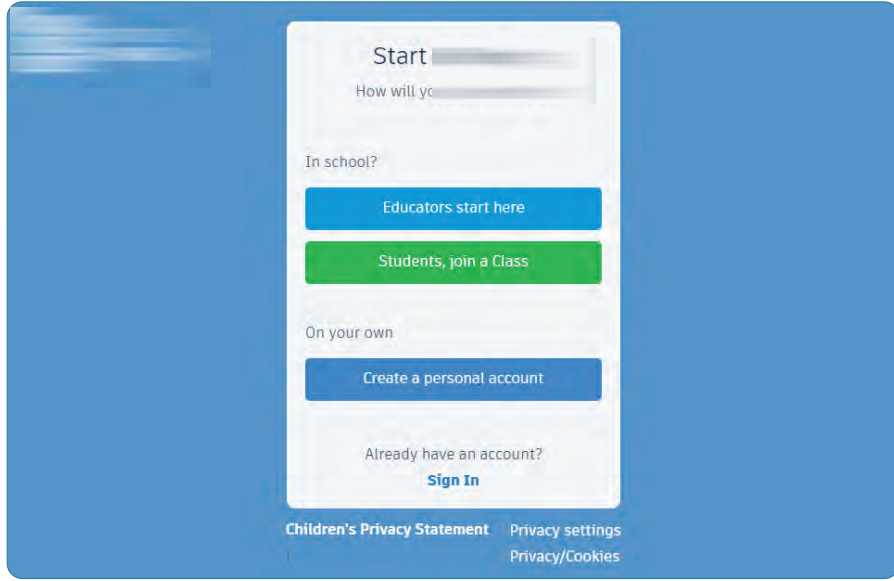 Start
How will
In school?
Educators start here
Students, join a Class
On your own
Create a personal account
Already have an account?
Sign In
Children's Privacy Statement Privacy settings
Privacy/Cookies